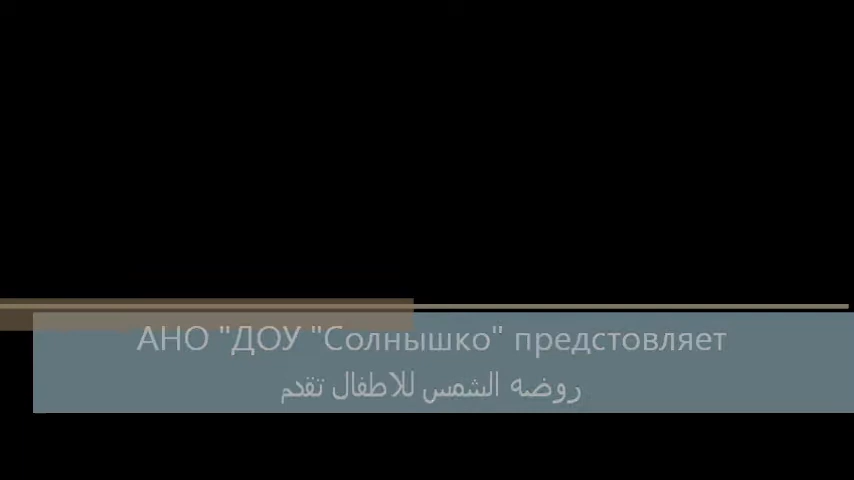 АНО "ДОУ "Солнышко" предстовляет
روضه الشمس للاطفال تقدم